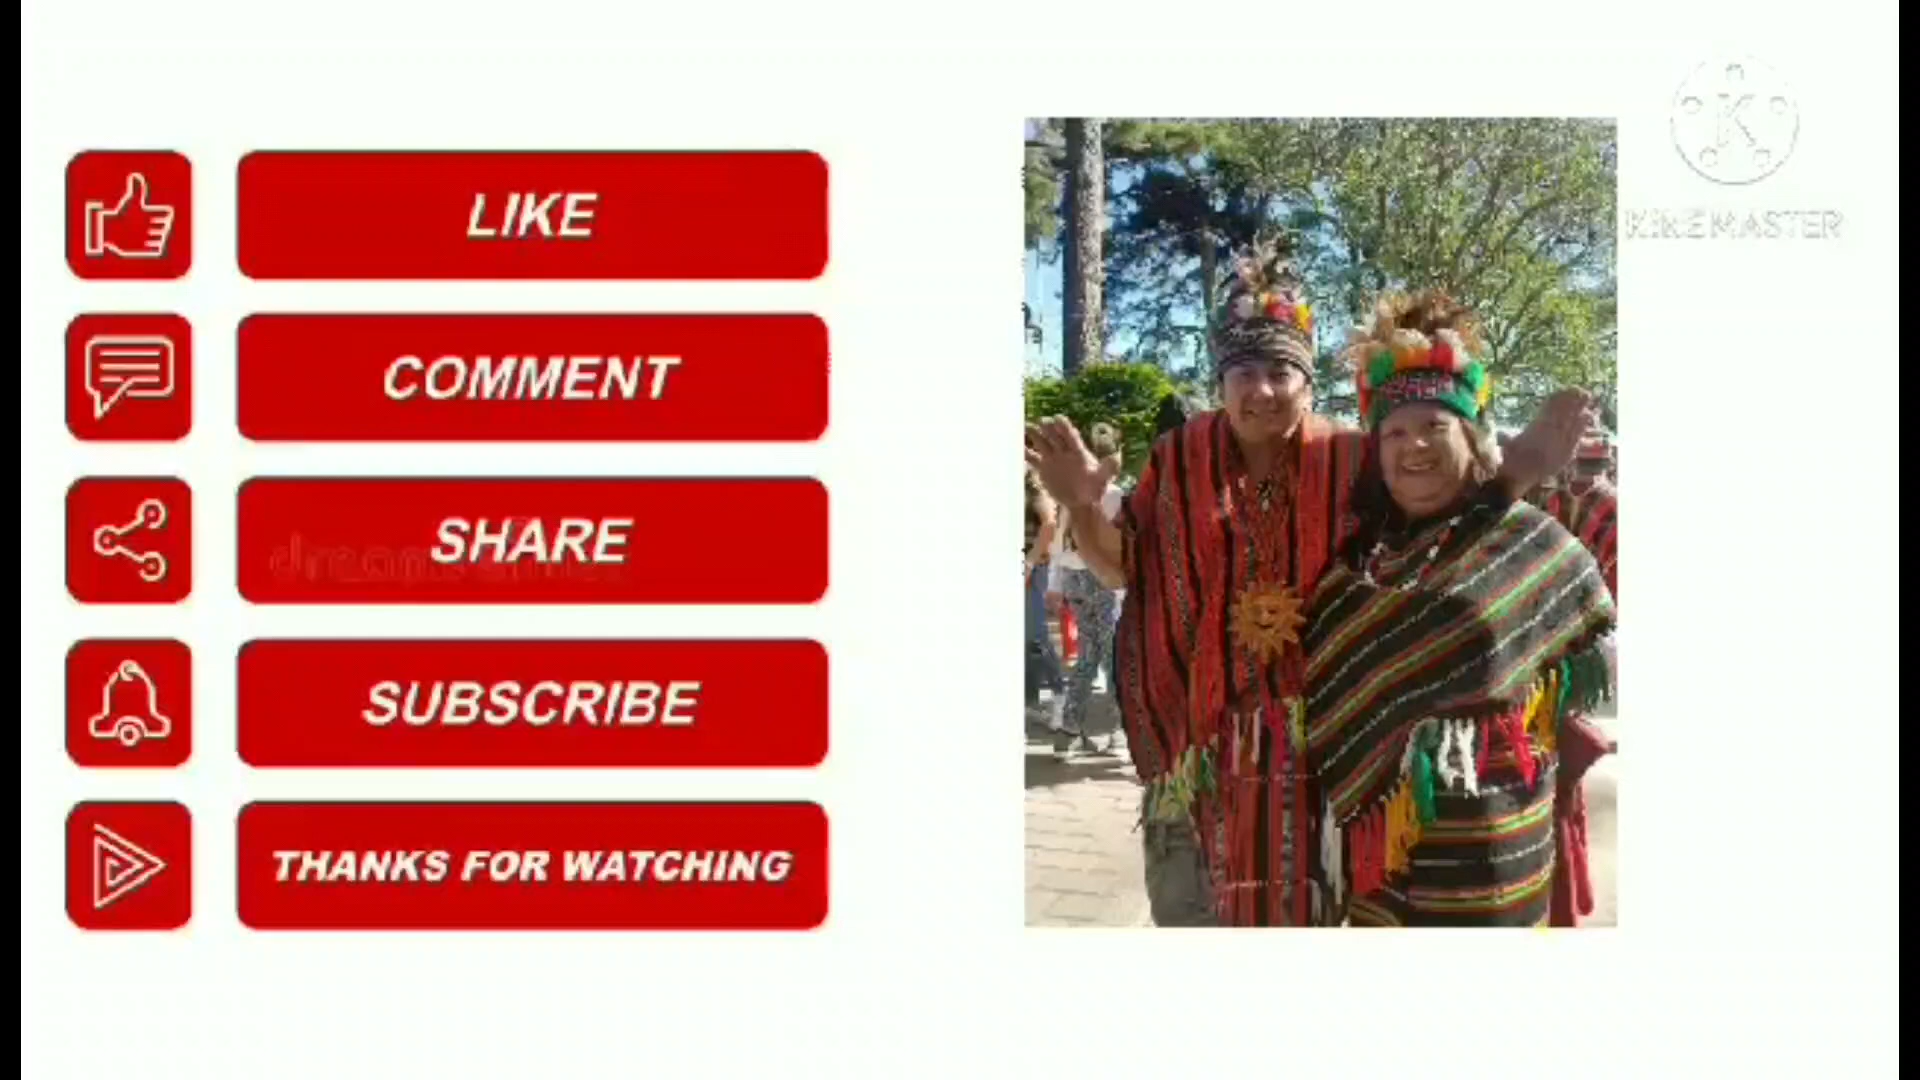 LIKE
COMMENT
SHARE
SUBSCRIBE
THANKS FOR WATCHING
K
KINEMASTER